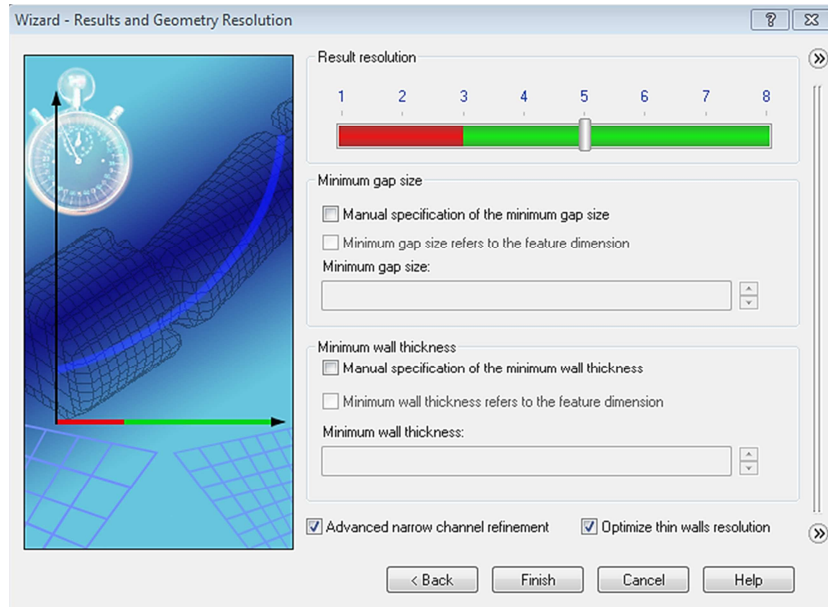 Wizard - Results and Geometry Resolution
Result resolution
1 2 3 4 5 6 7 8
Minimum gap size
Manual specification of the minimum gap size
Minimum gap size refers to the feature dimension
Minimum gap size:
Minimum wall thickness
Manual specification of the minimum wall thickness
Minimum wall thickness refers to the feature dimension
Minimum wall thickness:
Advanced narrow channel refinement Optimize thin walls resolution
< Back Finish Cancel Help